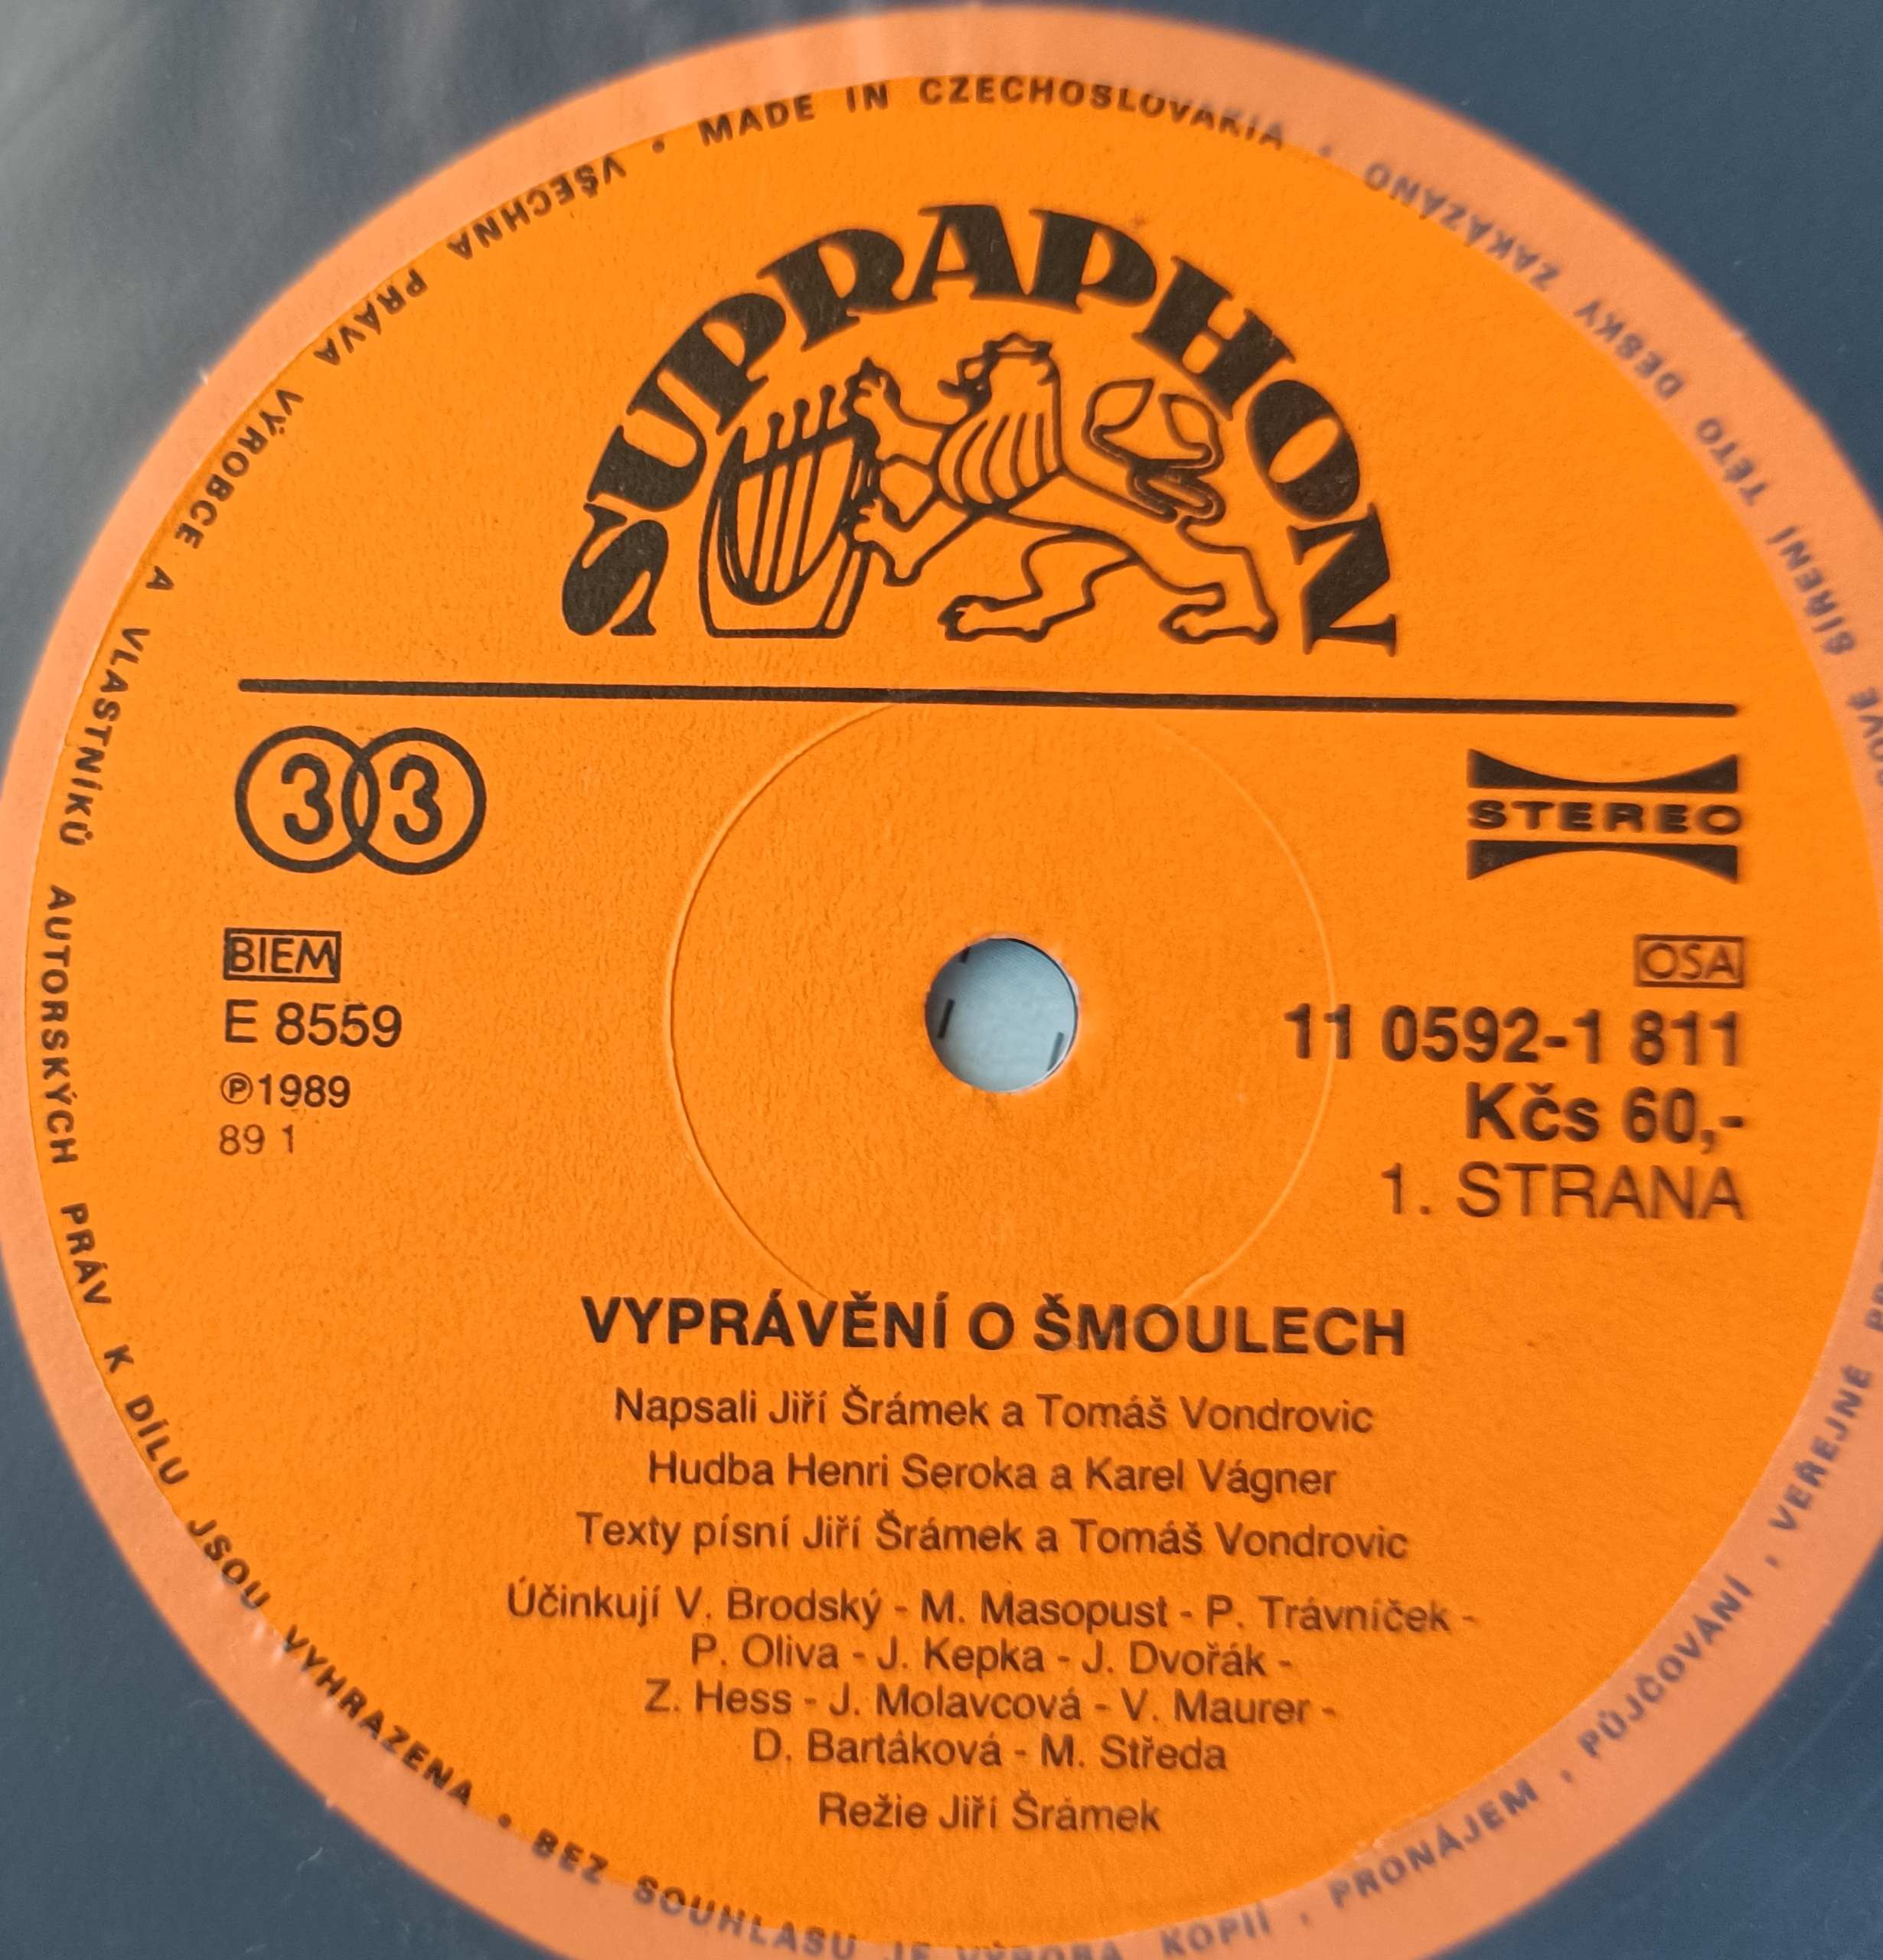 SUPRAPHON
33
STEREO
BIEM
E 8559
℗1989
89 1
OSA
11 0592-1 811
Kčs 60,-
1. STRANA
VYPRÁVĚNÍ O ŠMOULECH
Napsali Jiří Šrámek a Tomáš Vondrovic
Hudba Henri Seroka a Karel Vágner
Texty písní Jiří Šrámek a Tomáš Vondrovic
Účinkují V. Brodský - M. Masopust - P. Trávníček -
P. Oliva - J. Kepka - J. Dvořák -
Z. Hess - J. Molavcová - V. Maurer -
D. Bartáková - M. Středa
Režie Jiří Šrámek
MADE IN CZECHOSLOVAKIA • VŠECHNA PRÁVA VÝROBCE A VLASTNÍKŮ AUTORSKÝCH PRÁV K DÍLU JSOU VYHRAZENA • BEZ SOUHLASU JE VÝROBA KOPIÍ , PRONÁJEM , PŮJČOVÁNÍ , VEŘEJNÉ ŠÍŘENÍ TÉTO DESKY ZAKÁZÁNO •